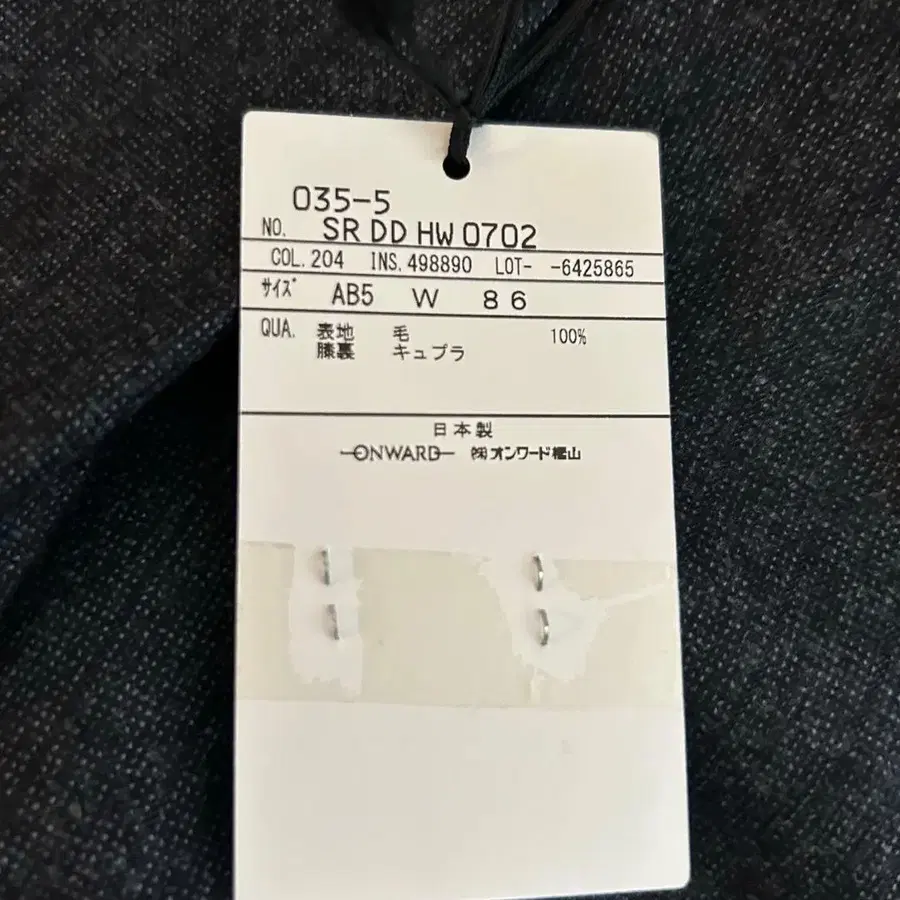 035-5
NO. SR DD HW 0702
COL. 204 INS. 498890 LOT- -6425865
サイズ AB5 W 86
QUA. 表地 毛 100%
膝裏 キュプラ
日本製
ONWARD ㈱オンワード樫山